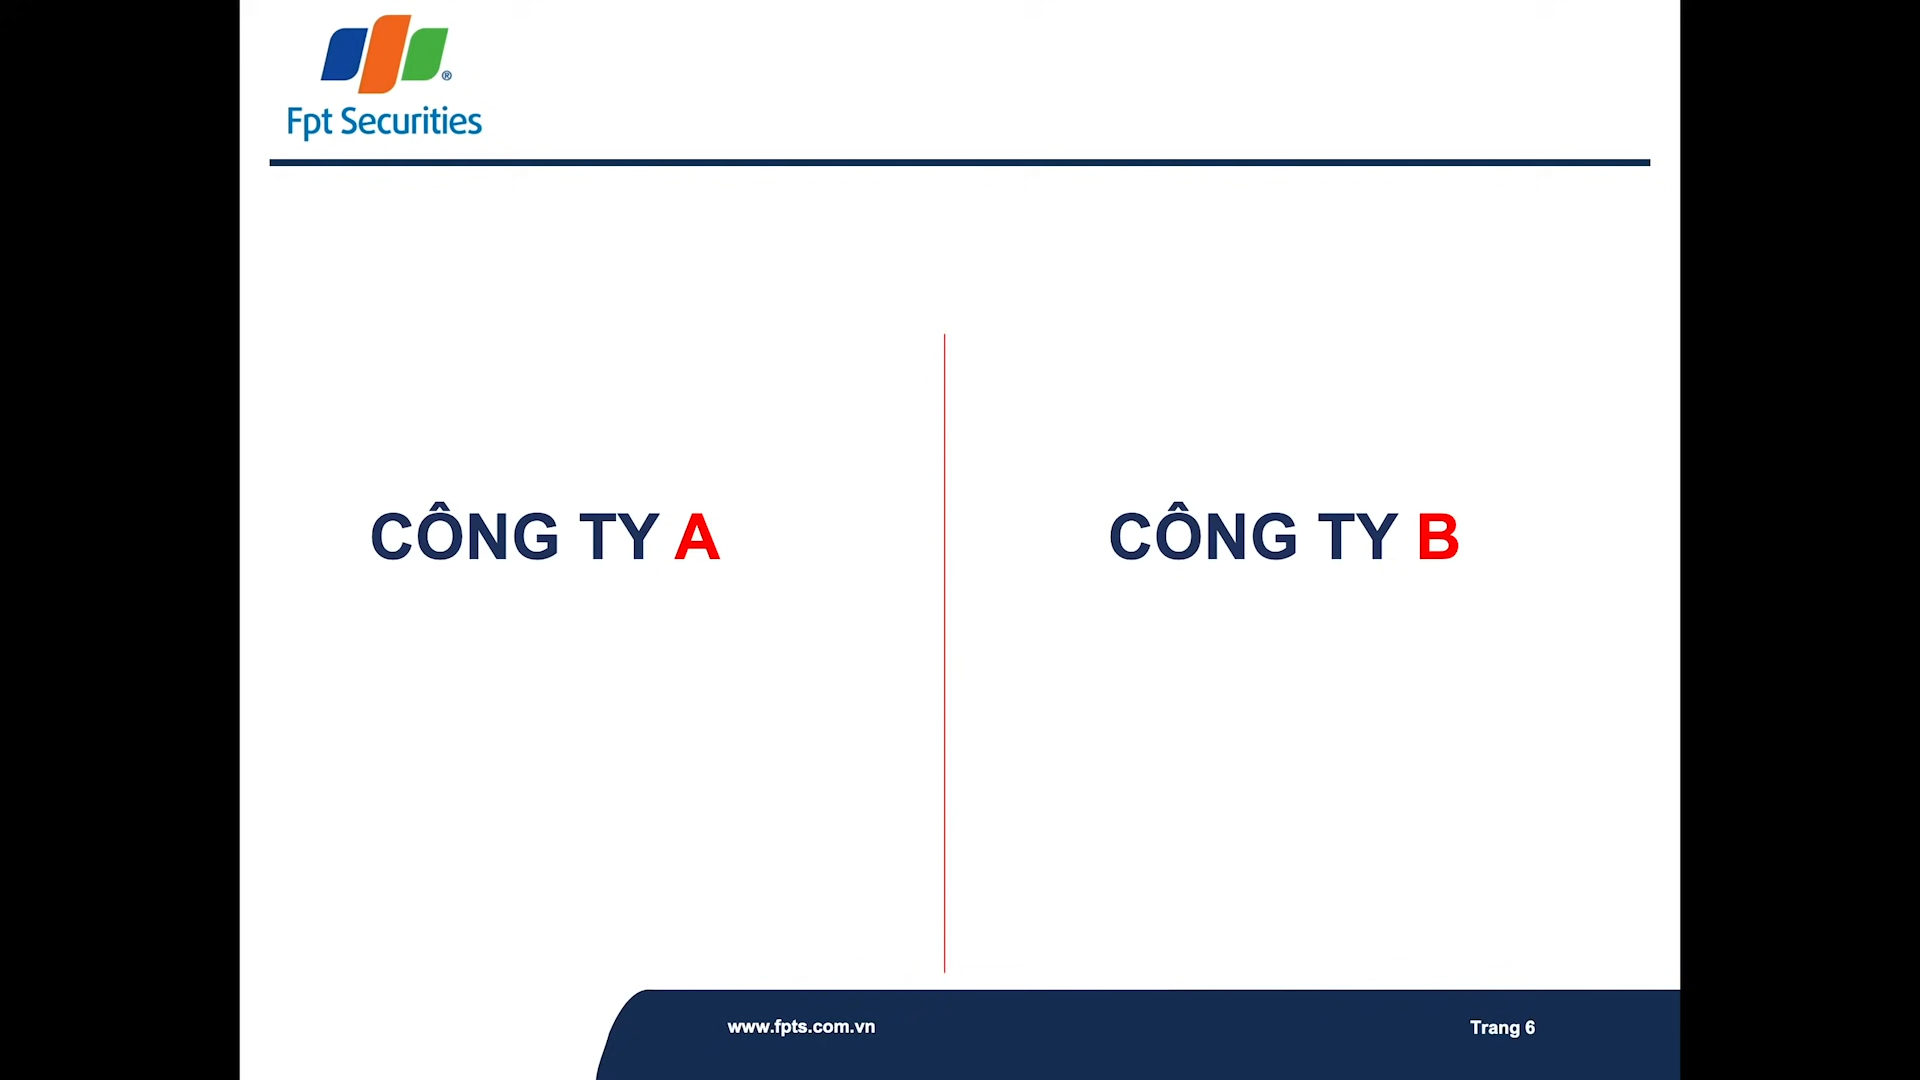 Fpt Securities ®
CÔNG TY A
CÔNG TY B
www.fpts.com.vn
Trang 6